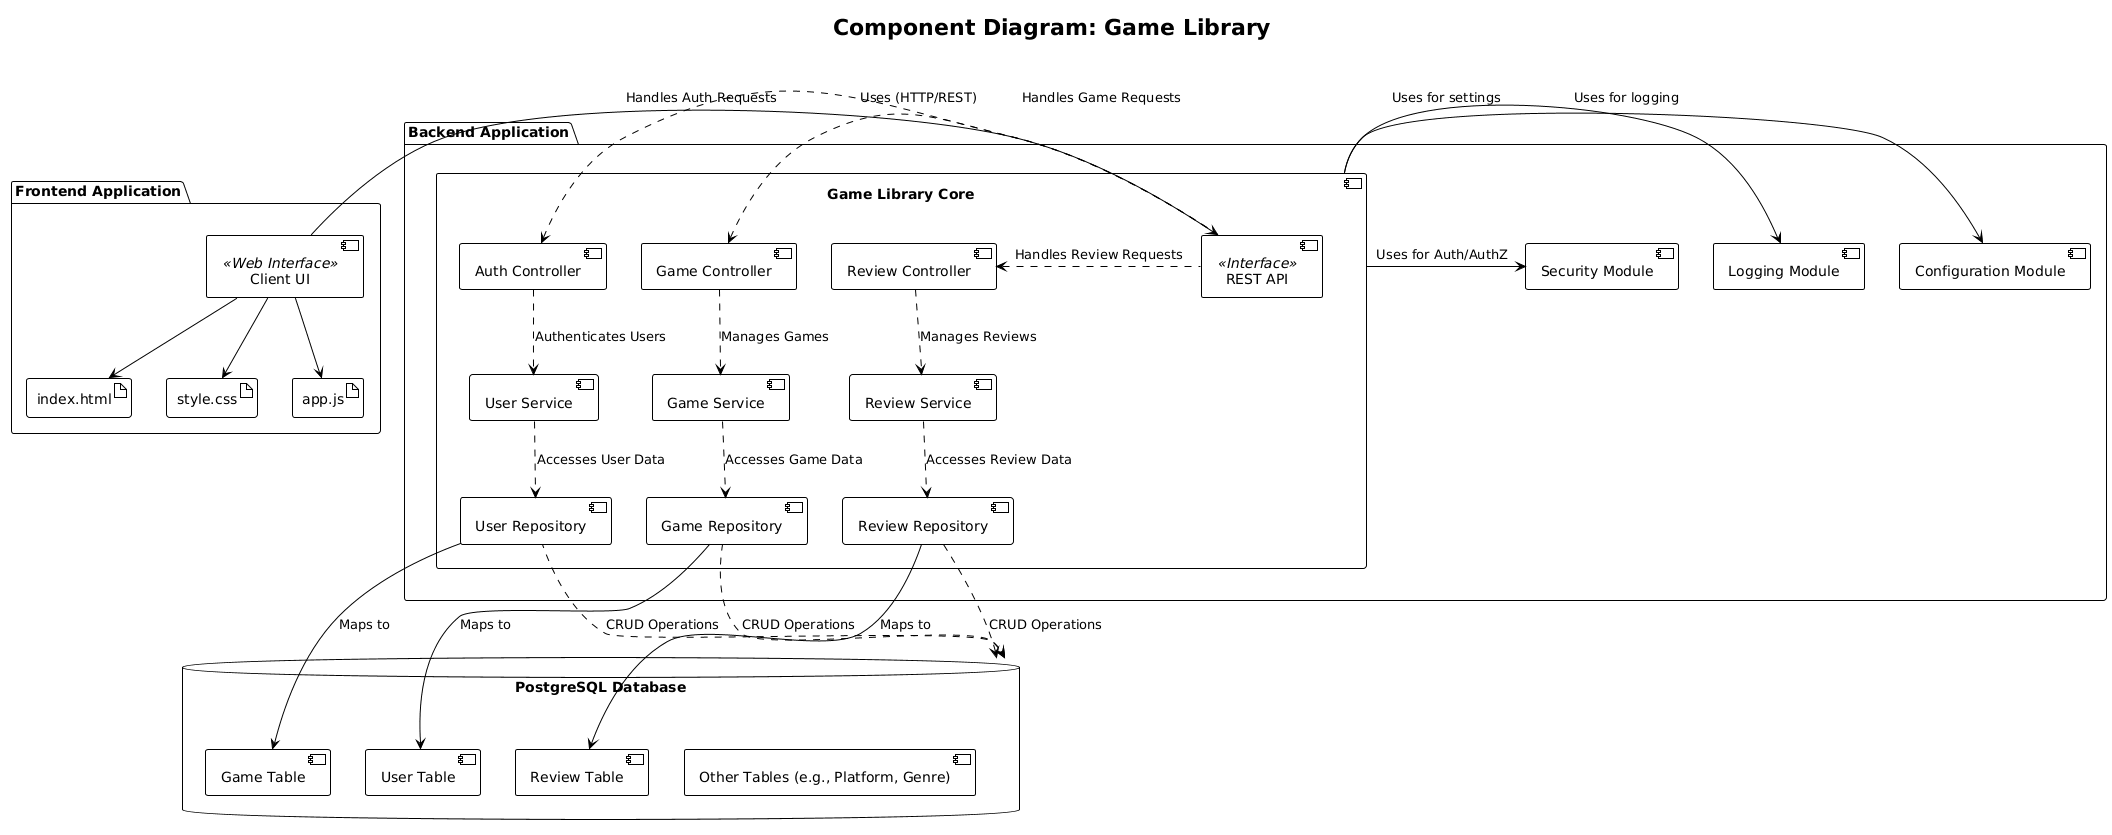 Component Diagram: Game Library
Handles Auth Requests
Uses (HTTP/REST)
Handles Game Requests
Uses for settings
Uses for logging
Backend Application
Frontend Application
Game Library Core
«Web Interface»
Client UI
Auth Controller
Game Controller
Review Controller
Handles Review Requests
«Interface»
REST API
Uses for Auth/AuthZ
Security Module
Logging Module
Configuration Module
Authenticates Users
Manages Games
Manages Reviews
index.html
style.css
app.js
User Service
Game Service
Review Service
Accesses User Data
Accesses Game Data
Accesses Review Data
User Repository
Game Repository
Review Repository
Maps to
Maps to
CRUD Operations
CRUD Operations
Maps to
CRUD Operations
PostgreSQL Database
Game Table
User Table
Review Table
Other Tables (e.g., Platform, Genre)